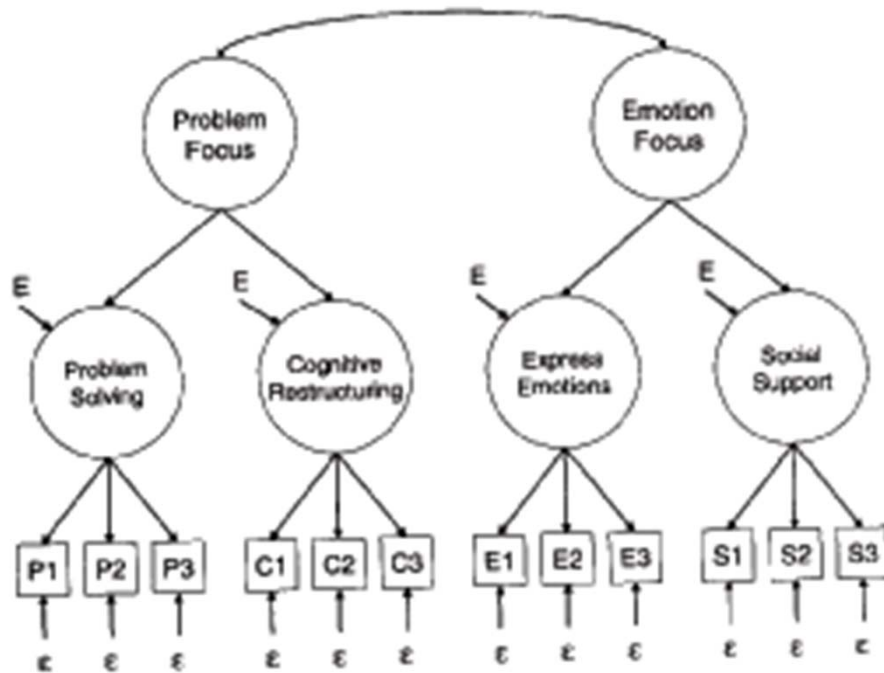 Problem
Focus
Emotion
Focus
E
E
E
E
Problem
Solving
Cognitive
Restructuring
Express
Emotions
Social
Support
P1 P2 P3 C1 C2 C3 E1 E2 E3 S1 S2 S3
ε ε ε ε ε ε ε ε ε ε ε ε